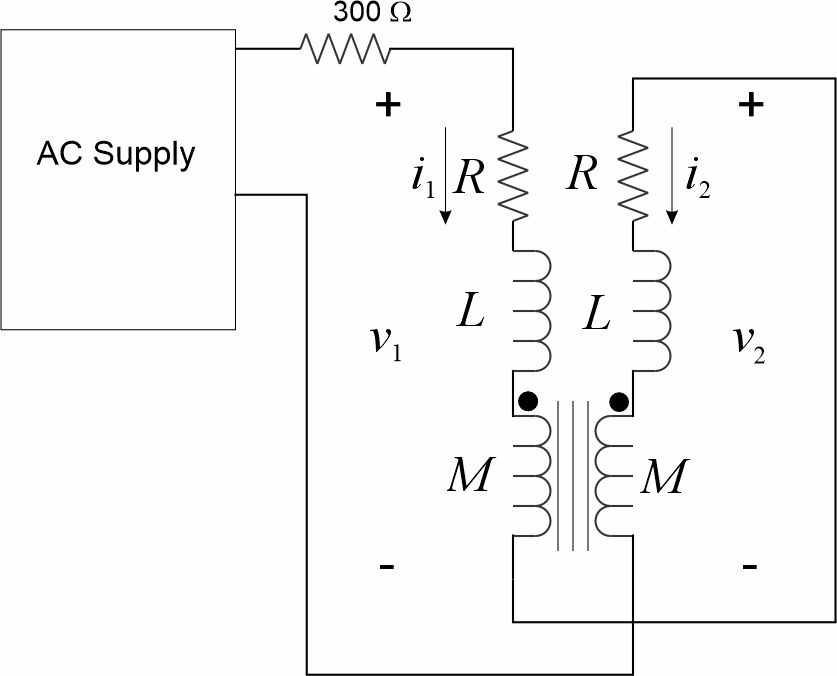 300 Ω
+
+
AC Supply
i₁
R
R
i₂
L
L
v₁
v₂
M
M
-
-